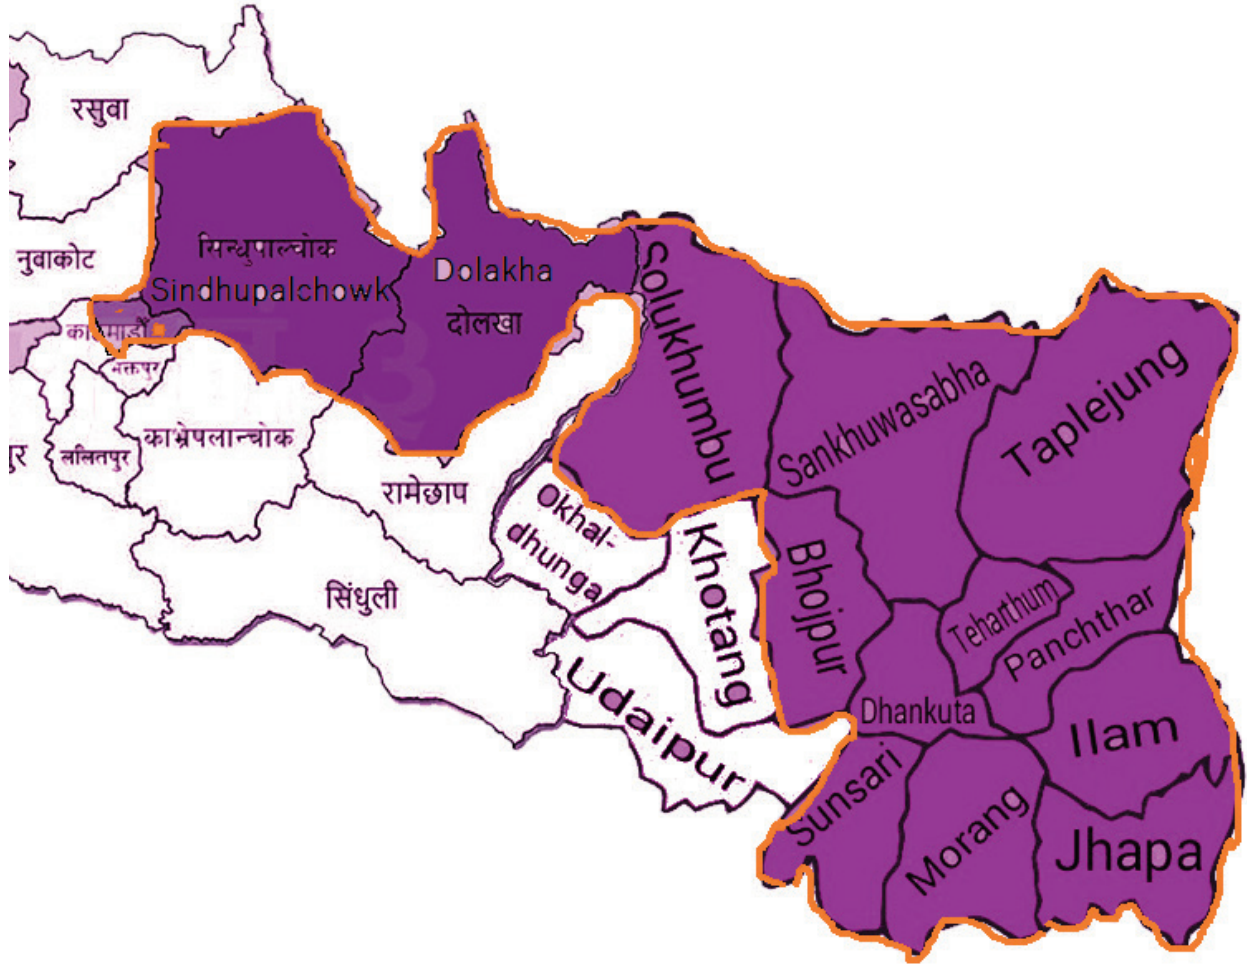 रसुवा
नुवाकोट
सिन्धुपाल्चोक
Sindhupalchowk
Dolakha
दोलखा
काठमाडौं
भक्तपुर
ललितपुर
काभ्रेपलान्चोक
रामेछाप
सिंधुली
Solukhumbu
Sankhuwasabha
Taplejung
Okhal-
dhunga
Khotang
Bhojpur
Teharthum
Panchthar
Udaipur
Dhankuta
Ilam
Sunsari
Morang
Jhapa